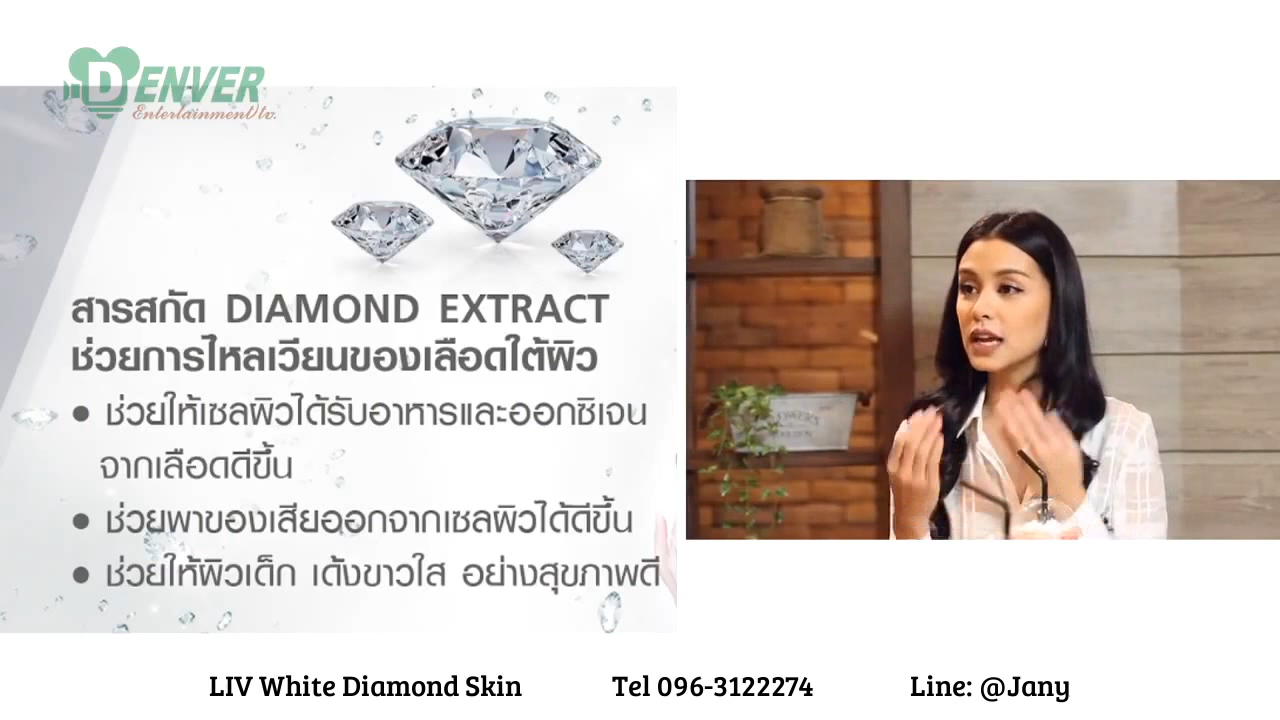 DENVER
Entertainment tv.
สารสกัด DIAMOND EXTRACT
ช่วยการไหลเวียนของเลือดใต้ผิว
• ช่วยให้เซลผิวได้รับอาหารและออกซิเจน
จากเลือดดีขึ้น
• ช่วยพาของเสียออกจากเซลผิวได้ดีขึ้น
• ช่วยให้ผิวเด็ก เด้งขาวใส อย่างสุขภาพดี
LIV White Diamond Skin Tel 096-3122274 Line: @Jany